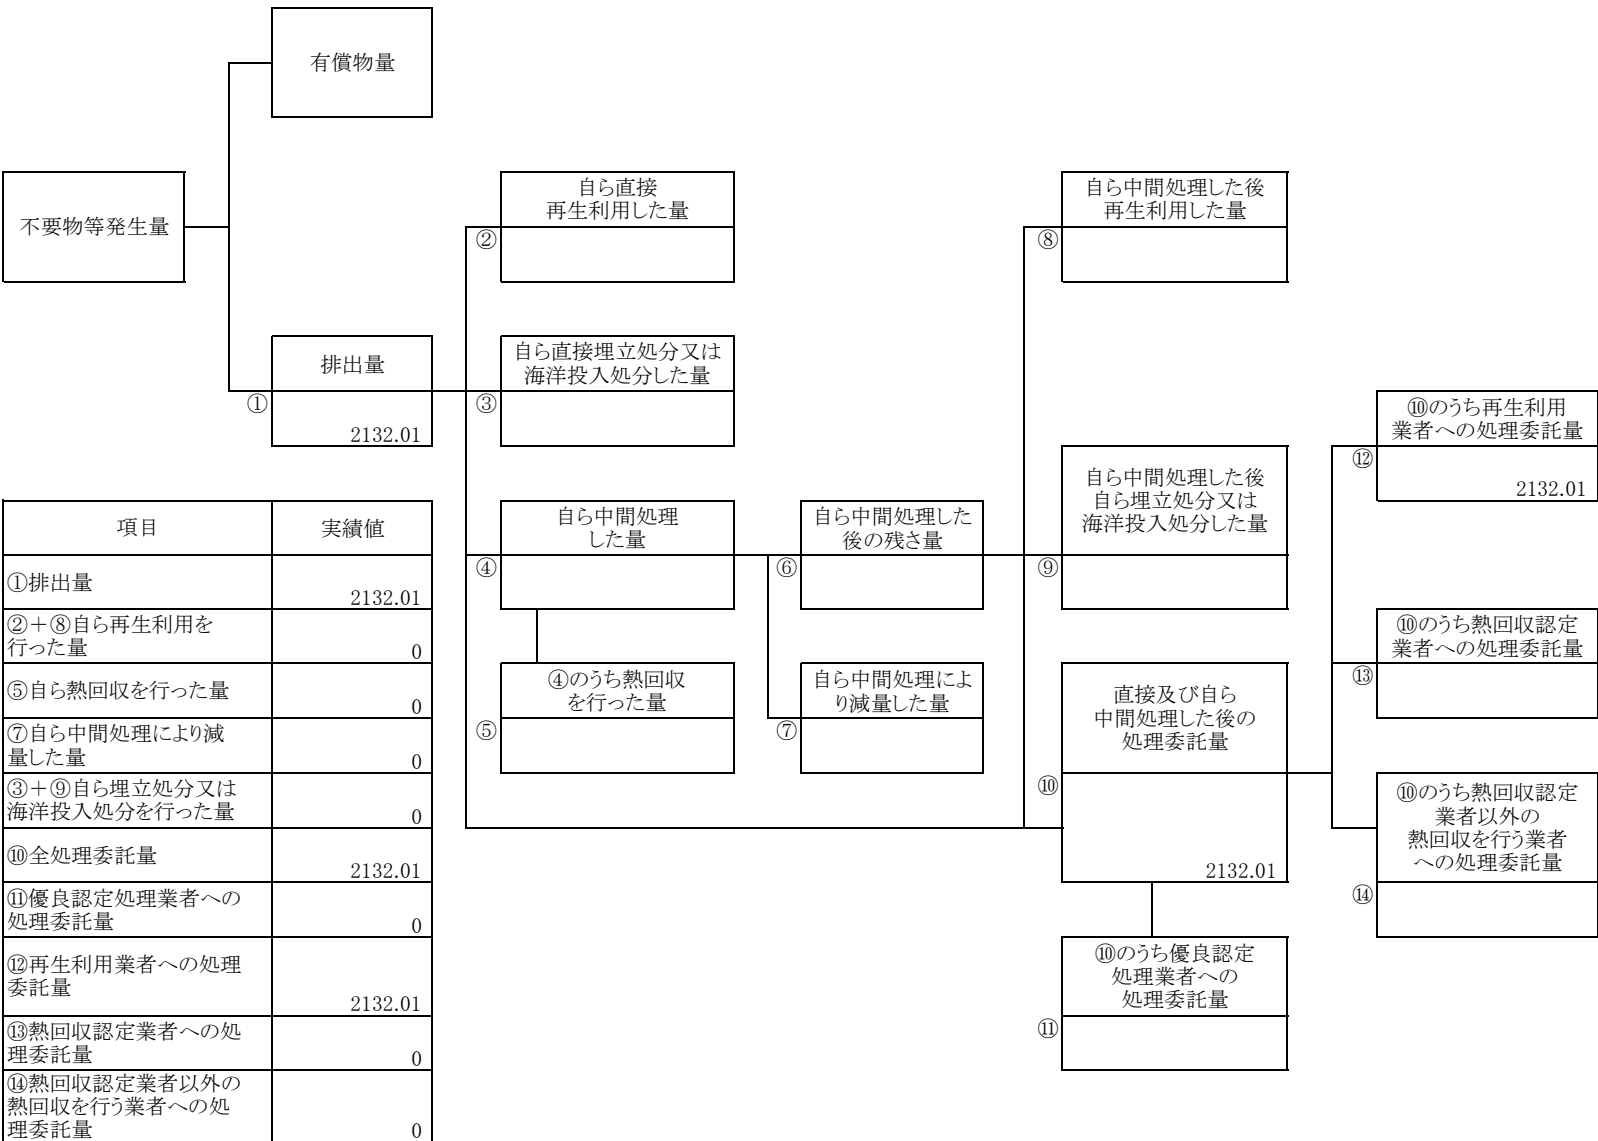 有償物量
不要物等発生量
自ら直接
再生利用した量
②
自ら中間処理した後
再生利用した量
⑧
排出量
①
2132.01
自ら直接埋立処分又は
海洋投入処分した量
③
⑩のうち再生利用
業者への処理委託量
⑫
2132.01
自ら中間処理した後
自ら埋立処分又は
海洋投入処分した量
⑨
自ら中間処理
した量
④
自ら中間処理した
後の残さ量
⑥
⑩のうち熱回収認定
業者への処理委託量
⑬
④のうち熱回収
を行った量
⑤
自ら中間処理によ
り減量した量
⑦
直接及び自ら
中間処理した後の
処理委託量
⑩
2132.01
⑩のうち熱回収認定
業者以外の
熱回収を行う業者
への処理委託量
⑭
⑩のうち優良認定
処理業者への
処理委託量
⑪
項目
実績値
①排出量
2132.01
②＋⑧自ら再生利用を
行った量
0
⑤自ら熱回収を行った量
0
⑦自ら中間処理により減
量した量
0
③＋⑨自ら埋立処分又は
海洋投入処分を行った量
0
⑩全処理委託量
2132.01
⑪優良認定処理業者への
処理委託量
0
⑫再生利用業者への処理
委託量
2132.01
⑬熱回収認定業者への処
理委託量
0
⑭熱回収認定業者以外の
熱回収を行う業者への処
理委託量
0